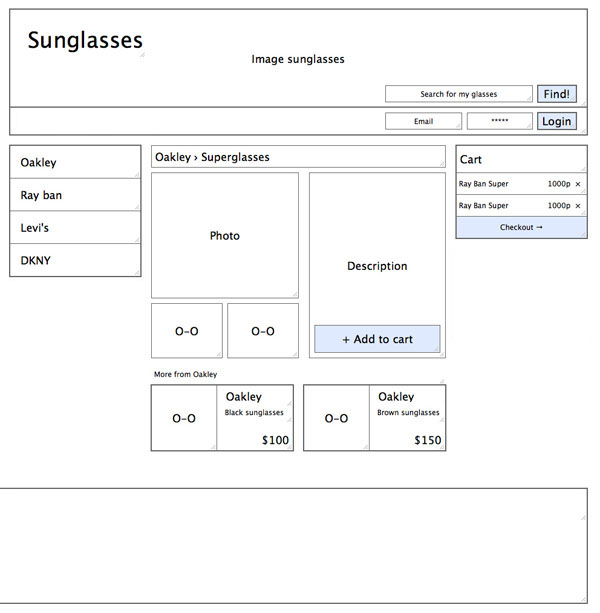 Sunglasses
Image sunglasses
Search for my glasses Find!
Email ***** Login
Oakley
Ray ban
Levi's
DKNY
Oakley › Superglasses
Photo
O-O O-O
Description
+ Add to cart
Cart
Ray Ban Super 1000p ×
Ray Ban Super 1000p ×
Checkout →
More from Oakley
O-O
Oakley
Black sunglasses
$100
O-O
Oakley
Brown sunglasses
$150